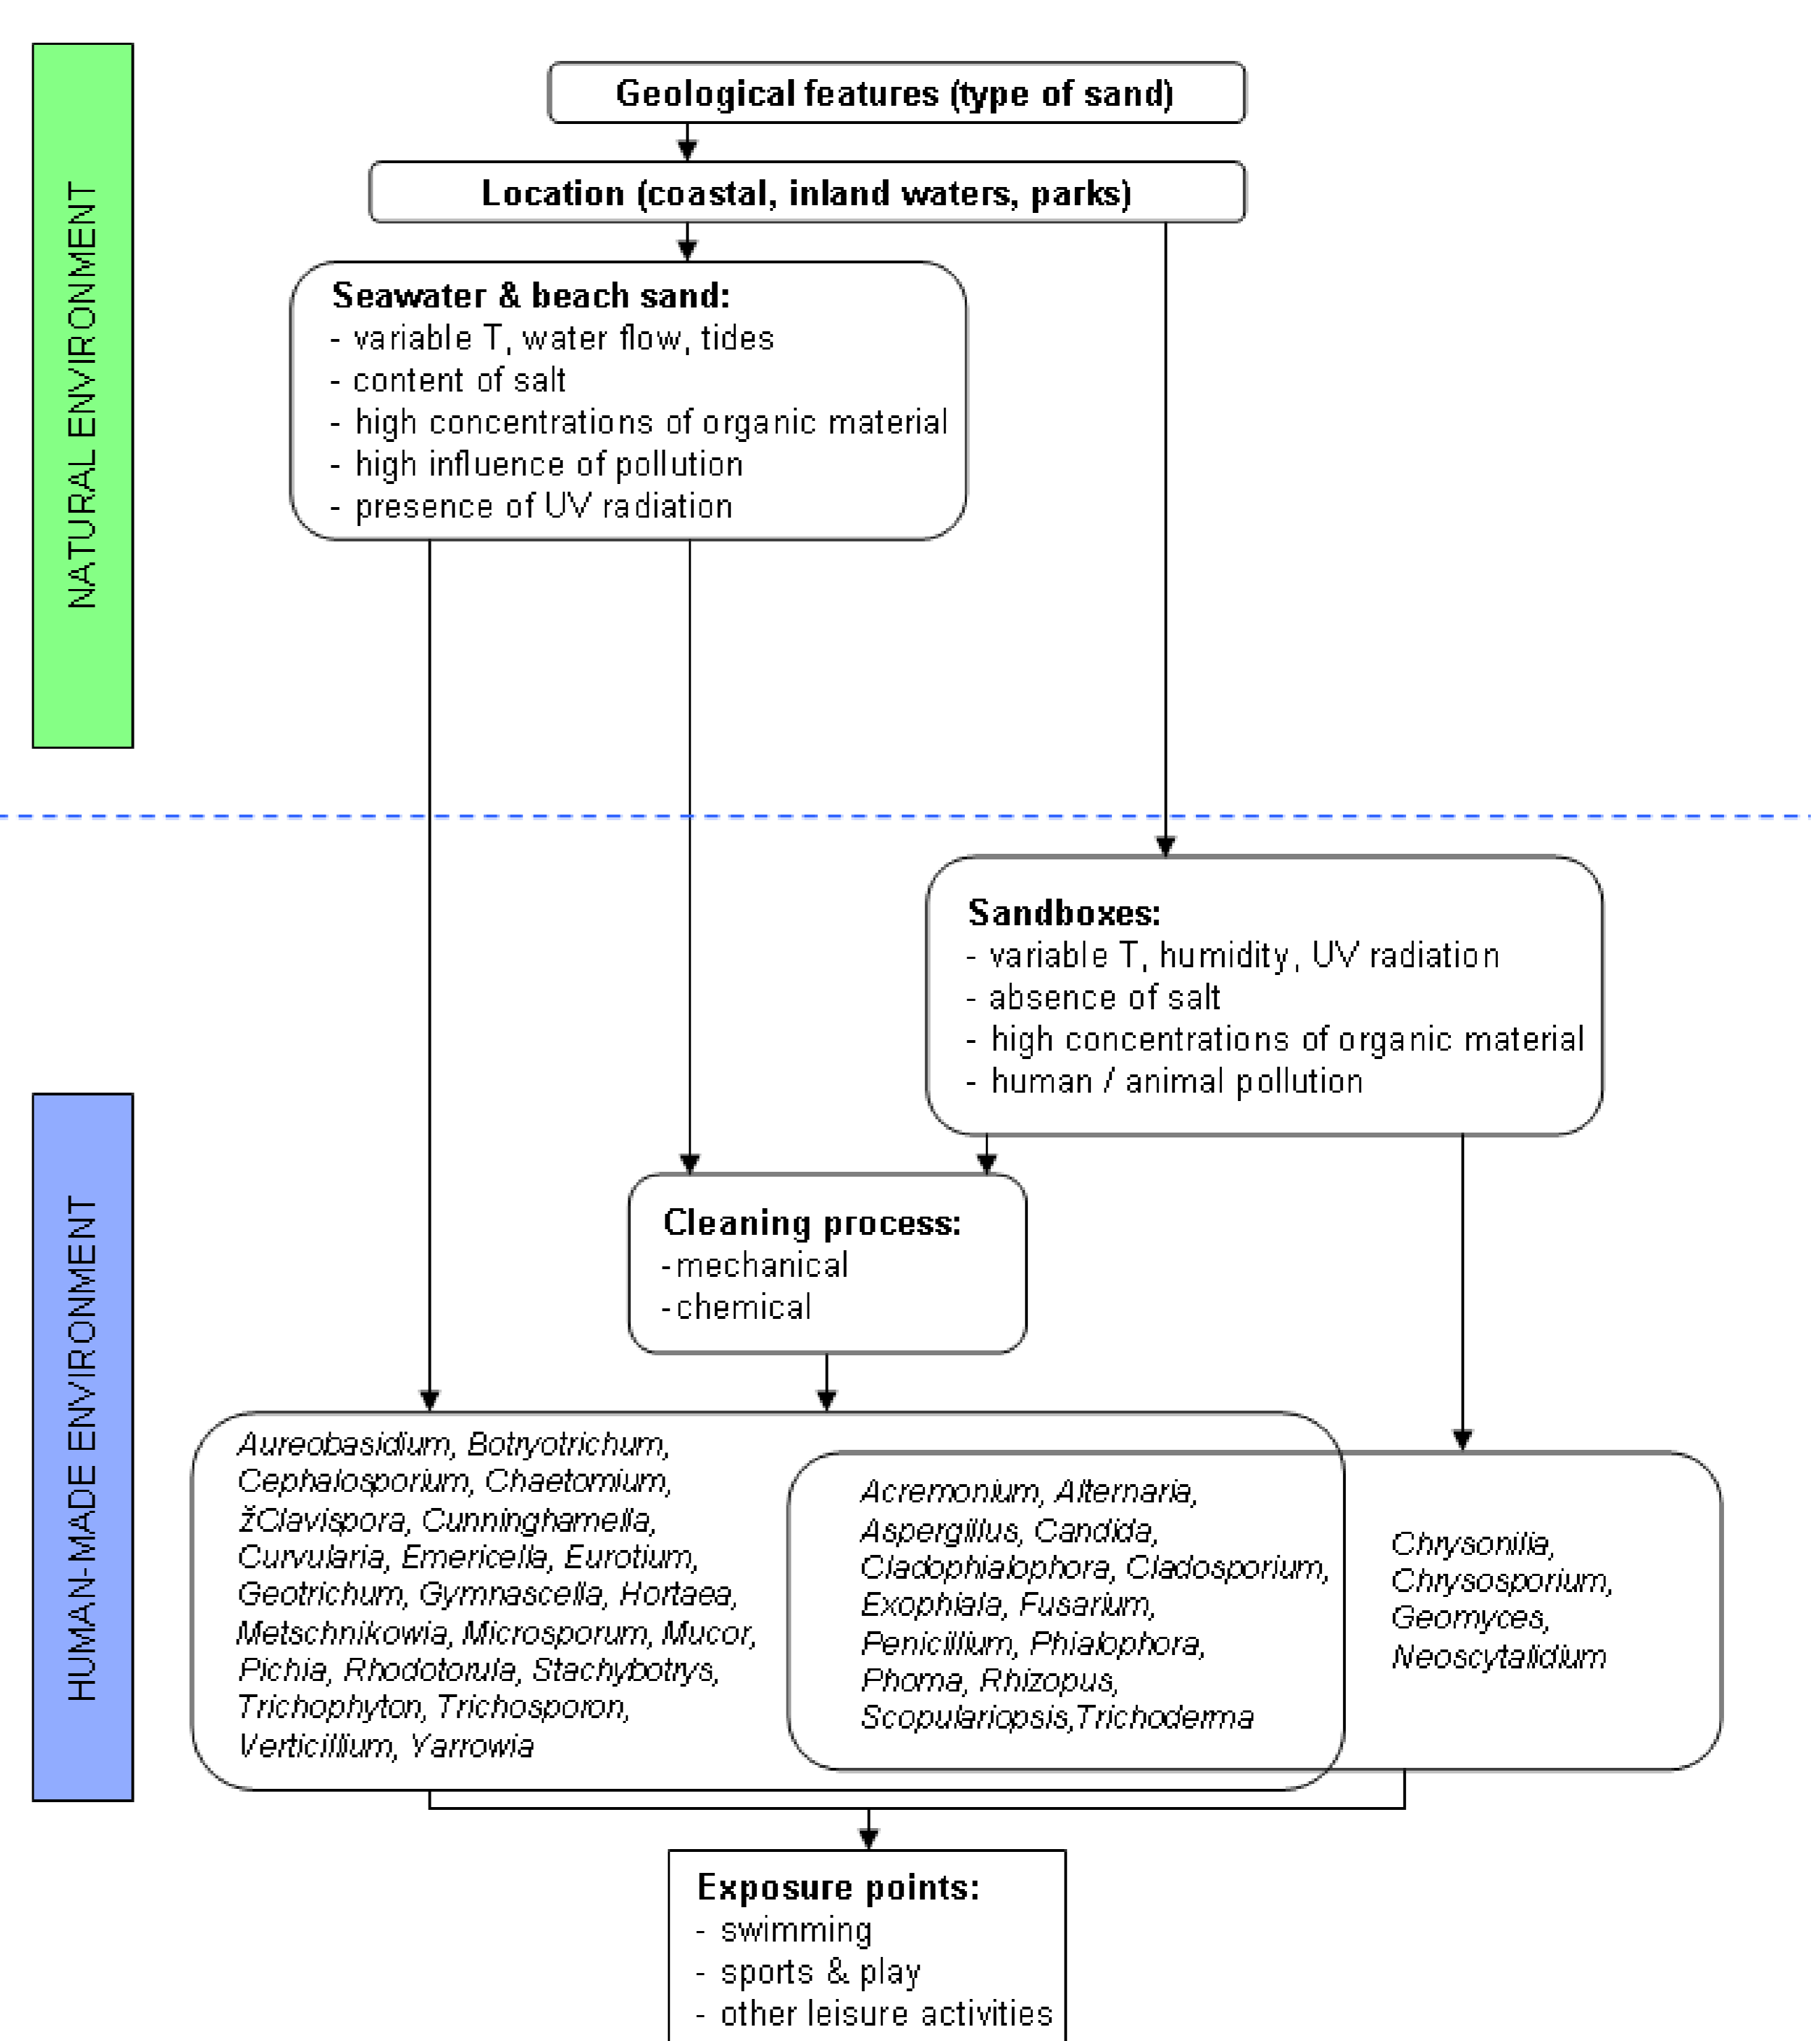 NATURAL ENVIRONMENT
Geological features (type of sand)
Location (coastal, inland waters, parks)
Seawater & beach sand:
- variable T, water flow, tides
- content of salt
- high concentrations of organic material
- high influence of pollution
- presence of UV radiation
HUMAN-MADE ENVIRONMENT
Sandboxes:
- variable T, humidity, UV radiation
- absence of salt
- high concentrations of organic material
- human / animal pollution
Cleaning process:
-mechanical
-chemical
Aureobasidium, Botryotrichum,
Cephalosporium, Chaetomium,
žClavispora, Cunninghamella,
Curvularia, Emericella, Eurotium,
Geotrichum, Gymnascella, Hortaea,
Metschnikowia, Microsporum, Mucor,
Pichia, Rhodotorula, Stachybotrys,
Trichophyton, Trichosporon,
Verticillium, Yarrowia
Acremonium, Alternaria,
Aspergillus, Candida,
Cladophialophora, Cladosporium,
Exophiala, Fusarium,
Penicillium, Phialophora,
Phoma, Rhizopus,
Scopulariopsis,Trichoderma
Chrysonilia,
Chrysosporium,
Geomyces,
Neoscytalidium
Exposure points:
- swimming
- sports & play
- other leisure activities